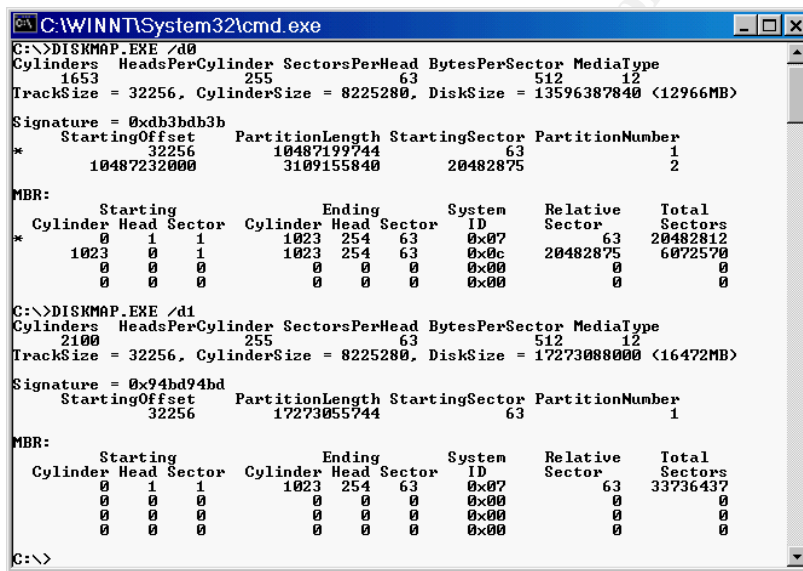 C:\WINNT\System32\cmd.exe
C:\>DISKMAP.EXE /d0
Cylinders HeadsPerCylinder SectorsPerHead BytesPerSector MediaType
1653 255 63 512 12
TrackSize = 32256, CylinderSize = 8225280, DiskSize = 13596387840 (12966MB)
Signature = 0xdb3bdb3b
StartingOffset PartitionLength StartingSector PartitionNumber
* 32256 10487199744 63 1
10487232000 3109155840 20482875 2
MBR:
Starting Ending System Relative Total
Cylinder Head Sector Cylinder Head Sector ID Sector Sectors
* 0 1 1 1023 254 63 0x07 63 20482812
1023 0 1 1023 254 63 0x0c 20482875 6072570
0 0 0 0 0 0 0x00 0 0
0 0 0 0 0 0 0x00 0 0
C:\>DISKMAP.EXE /d1
Cylinders HeadsPerCylinder SectorsPerHead BytesPerSector MediaType
2100 255 63 512 12
TrackSize = 32256, CylinderSize = 8225280, DiskSize = 17273088000 (16472MB)
Signature = 0x94bd94bd
StartingOffset PartitionLength StartingSector PartitionNumber
32256 17273055744 63 1
MBR:
Starting Ending System Relative Total
Cylinder Head Sector Cylinder Head Sector ID Sector Sectors
0 1 1 1023 254 63 0x07 63 33736437
0 0 0 0 0 0 0x00 0 0
0 0 0 0 0 0 0x00 0 0
0 0 0 0 0 0 0x00 0 0
C:\>